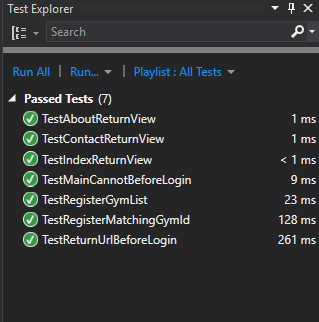 Test Explorer
Search
Run All | Run... | Playlist : All Tests
Passed Tests (7)
TestAboutReturnView 1 ms
TestContactReturnView 1 ms
TestIndexReturnView < 1 ms
TestMainCannotBeforeLogin 9 ms
TestRegisterGymList 23 ms
TestRegisterMatchingGymId 128 ms
TestReturnUrlBeforeLogin 261 ms